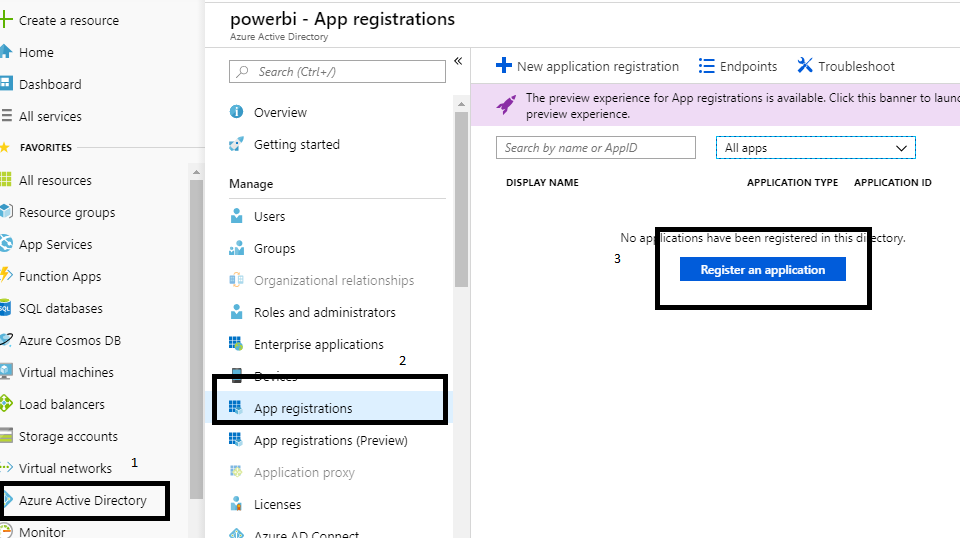 Create a resource
Home
Dashboard
All services
FAVORITES
All resources
Resource groups
App Services
Function Apps
SQL databases
Azure Cosmos DB
Virtual machines
Load balancers
Storage accounts
Virtual networks
1
Azure Active Directory
Monitor
powerbi - App registrations
Azure Active Directory
Search (Ctrl+/)
Overview
Getting started
Manage
Users
Groups
Organizational relationships
Roles and administrators
Enterprise applications
2
Devices
App registrations
App registrations (Preview)
Application proxy
Licenses
Azure AD Connect
New application registration
Endpoints
Troubleshoot
The preview experience for App registrations is available. Click this banner to laun
preview experience.
Search by name or AppID
All apps
DISPLAY NAME APPLICATION TYPE APPLICATION ID
No applications have been registered in this directory.
3
Register an application